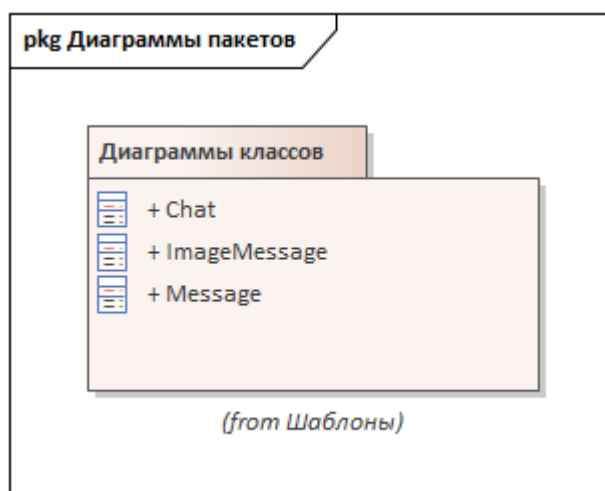 pkg Диаграммы пакетов
Диаграммы классов
+ Chat
+ ImageMessage
+ Message
(from Шаблоны)